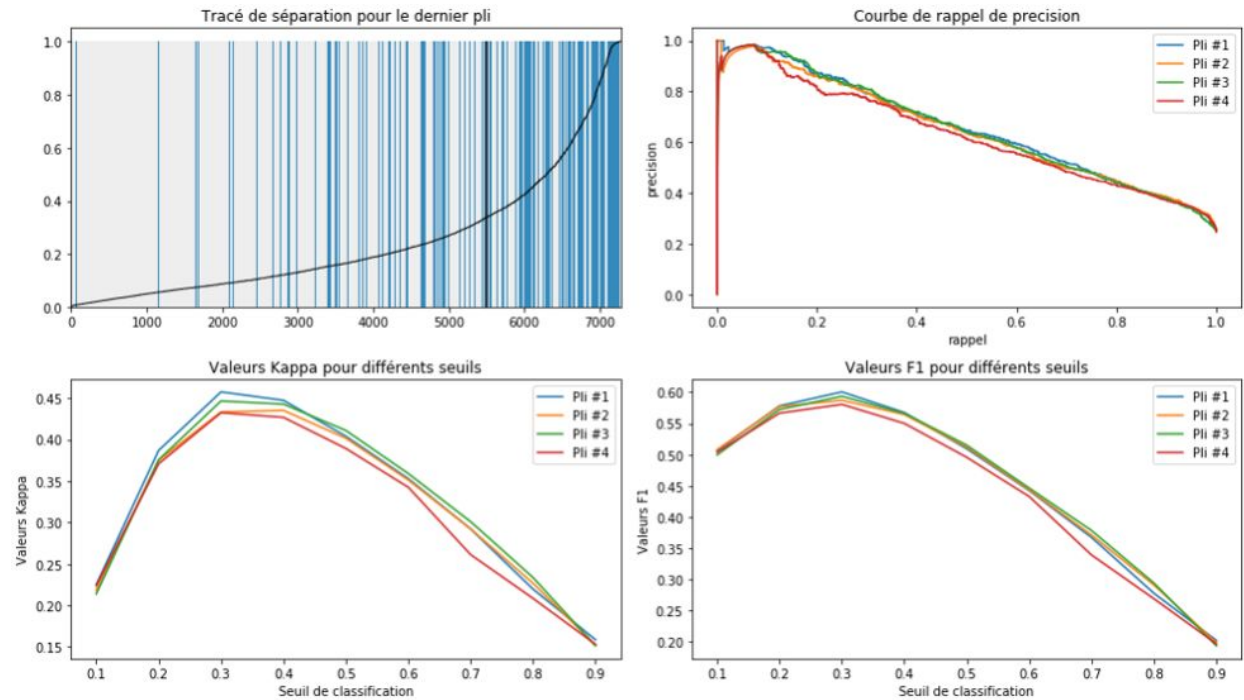 Tracé de séparation pour le dernier pli
1.0
0.8
0.6
0.4
0.2
0.0
0 1000 2000 3000 4000 5000 6000 7000
Courbe de rappel de precision
1.0
0.8
0.6
0.4
0.2
0.0
precision
Pli #1
Pli #2
Pli #3
Pli #4
0.0 0.2 0.4 0.6 0.8 1.0
rappel
Valeurs Kappa pour différents seuils
0.45
0.40
0.35
0.30
0.25
0.20
0.15
Valeurs Kappa
Pli #1
Pli #2
Pli #3
Pli #4
0.1 0.2 0.3 0.4 0.5 0.6 0.7 0.8 0.9
Seuil de classification
Valeurs F1 pour différents seuils
0.60
0.55
0.50
0.45
0.40
0.35
0.30
0.25
0.20
Valeurs F1
Pli #1
Pli #2
Pli #3
Pli #4
0.1 0.2 0.3 0.4 0.5 0.6 0.7 0.8 0.9
Seuil de classification